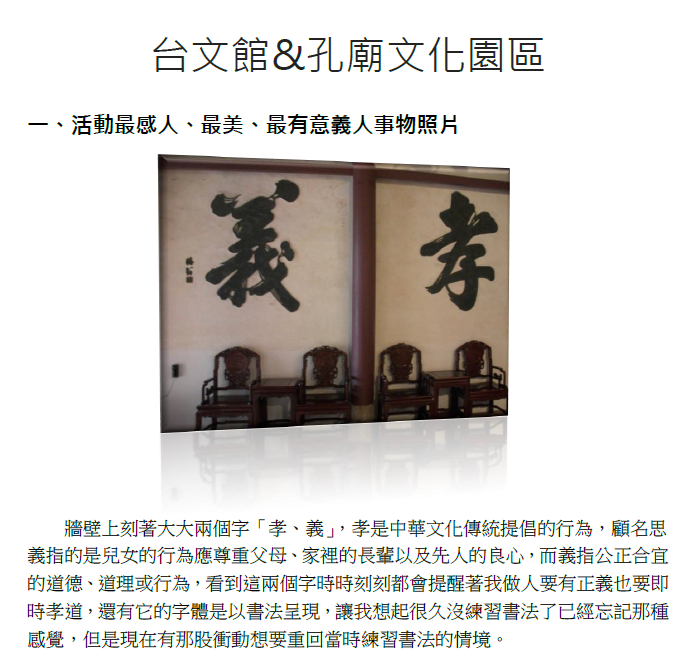 台文館&孔廟文化園區
一、活動最感人、最美、最有意義人事物照片
義 孝
牆壁上刻著大大兩個字「孝、義」，孝是中華文化傳統提倡的行為，顧名思
義指的是兒女的行為應尊重父母、家裡的長輩以及先人的良心，而義指公正合宜
的道德、道理或行為，看到這兩個字時時刻刻都會提醒著我做人要有正義也要即
時孝道，還有它的字體是以書法呈現，讓我想起很久沒練習書法了已經忘記那種
感覺，但是現在有那股衝動想要重回當時練習書法的情境。